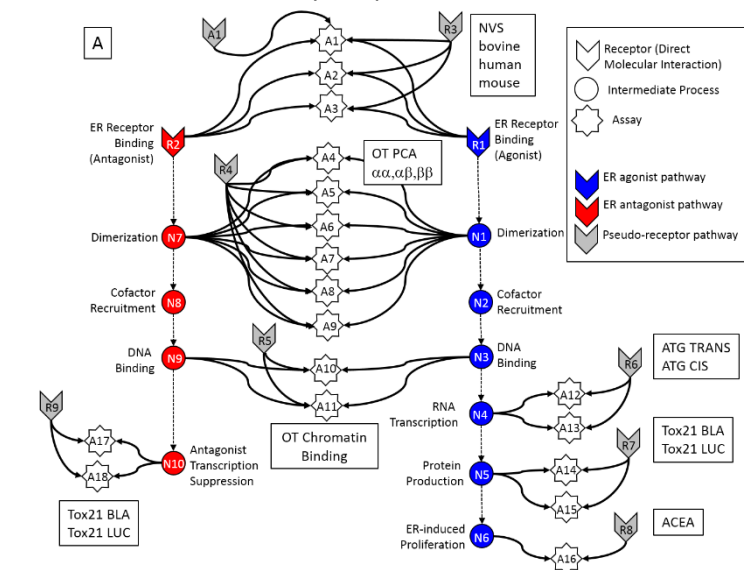 A
A1
A1
R3
NVS
bovine
human
mouse
A2
A3
Receptor (Direct
Molecular Interaction)
Intermediate Process
Assay
ER agonist pathway
ER antagonist pathway
Pseudo-receptor pathway
ER Receptor
Binding
(Antagonist)
R2
R1
ER Receptor
Binding
(Agonist)
R4
A4
OT PCA
αα,αβ,ββ
A5
A6
Dimerization
N7
N1
Dimerization
A7
A8
A9
Cofactor
Recruitment
N8
N2
Cofactor
Recruitment
R5
DNA
Binding
N9
N3
DNA
Binding
A10
A11
OT Chromatin
Binding
R6
ATG TRANS
ATG CIS
A12
A13
RNA
Transcription
N4
R9
A17
A18
N10
Antagonist
Transcription
Suppression
Tox21 BLA
Tox21 LUC
R7
Tox21 BLA
Tox21 LUC
Protein
Production
N5
A14
A15
ER-induced
Proliferation
N6
R8
ACEA
A16